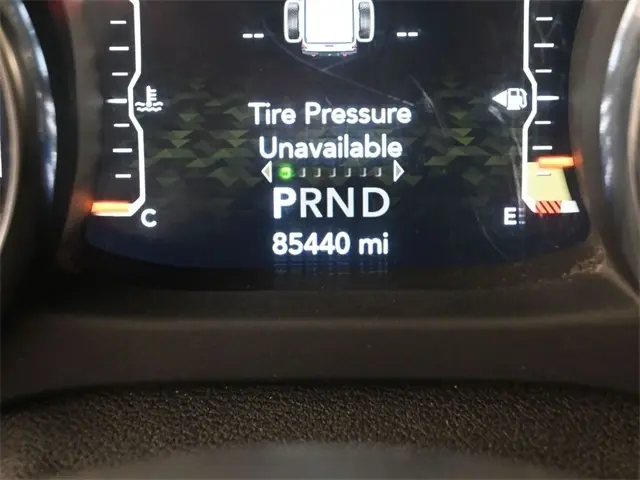 -- --
Tire Pressure
Unavailable
PRND
C E
85440 mi